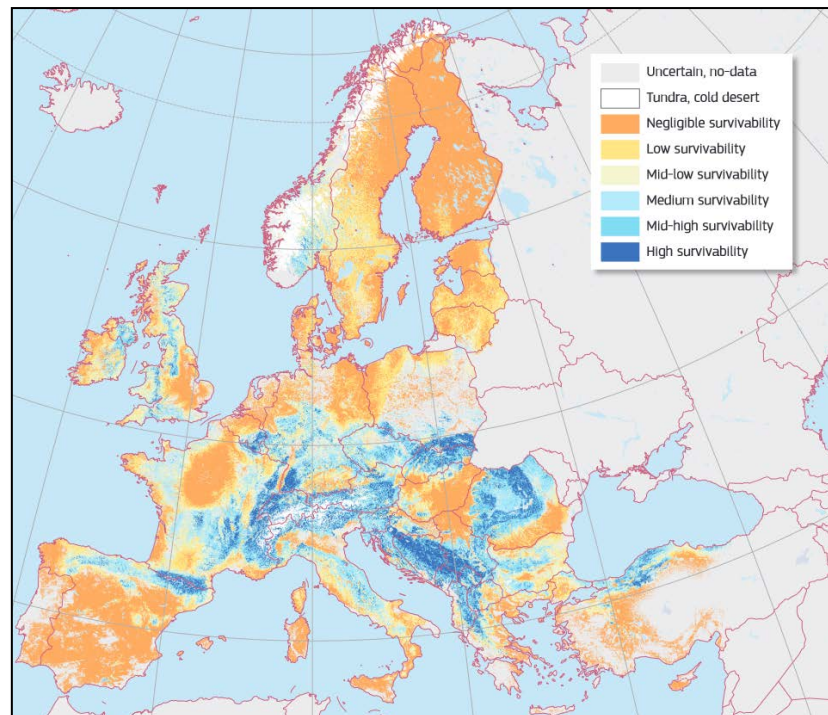 Uncertain, no-data
Tundra, cold desert
Negligible survivability
Low survivability
Mid-low survivability
Medium survivability
Mid-high survivability
High survivability